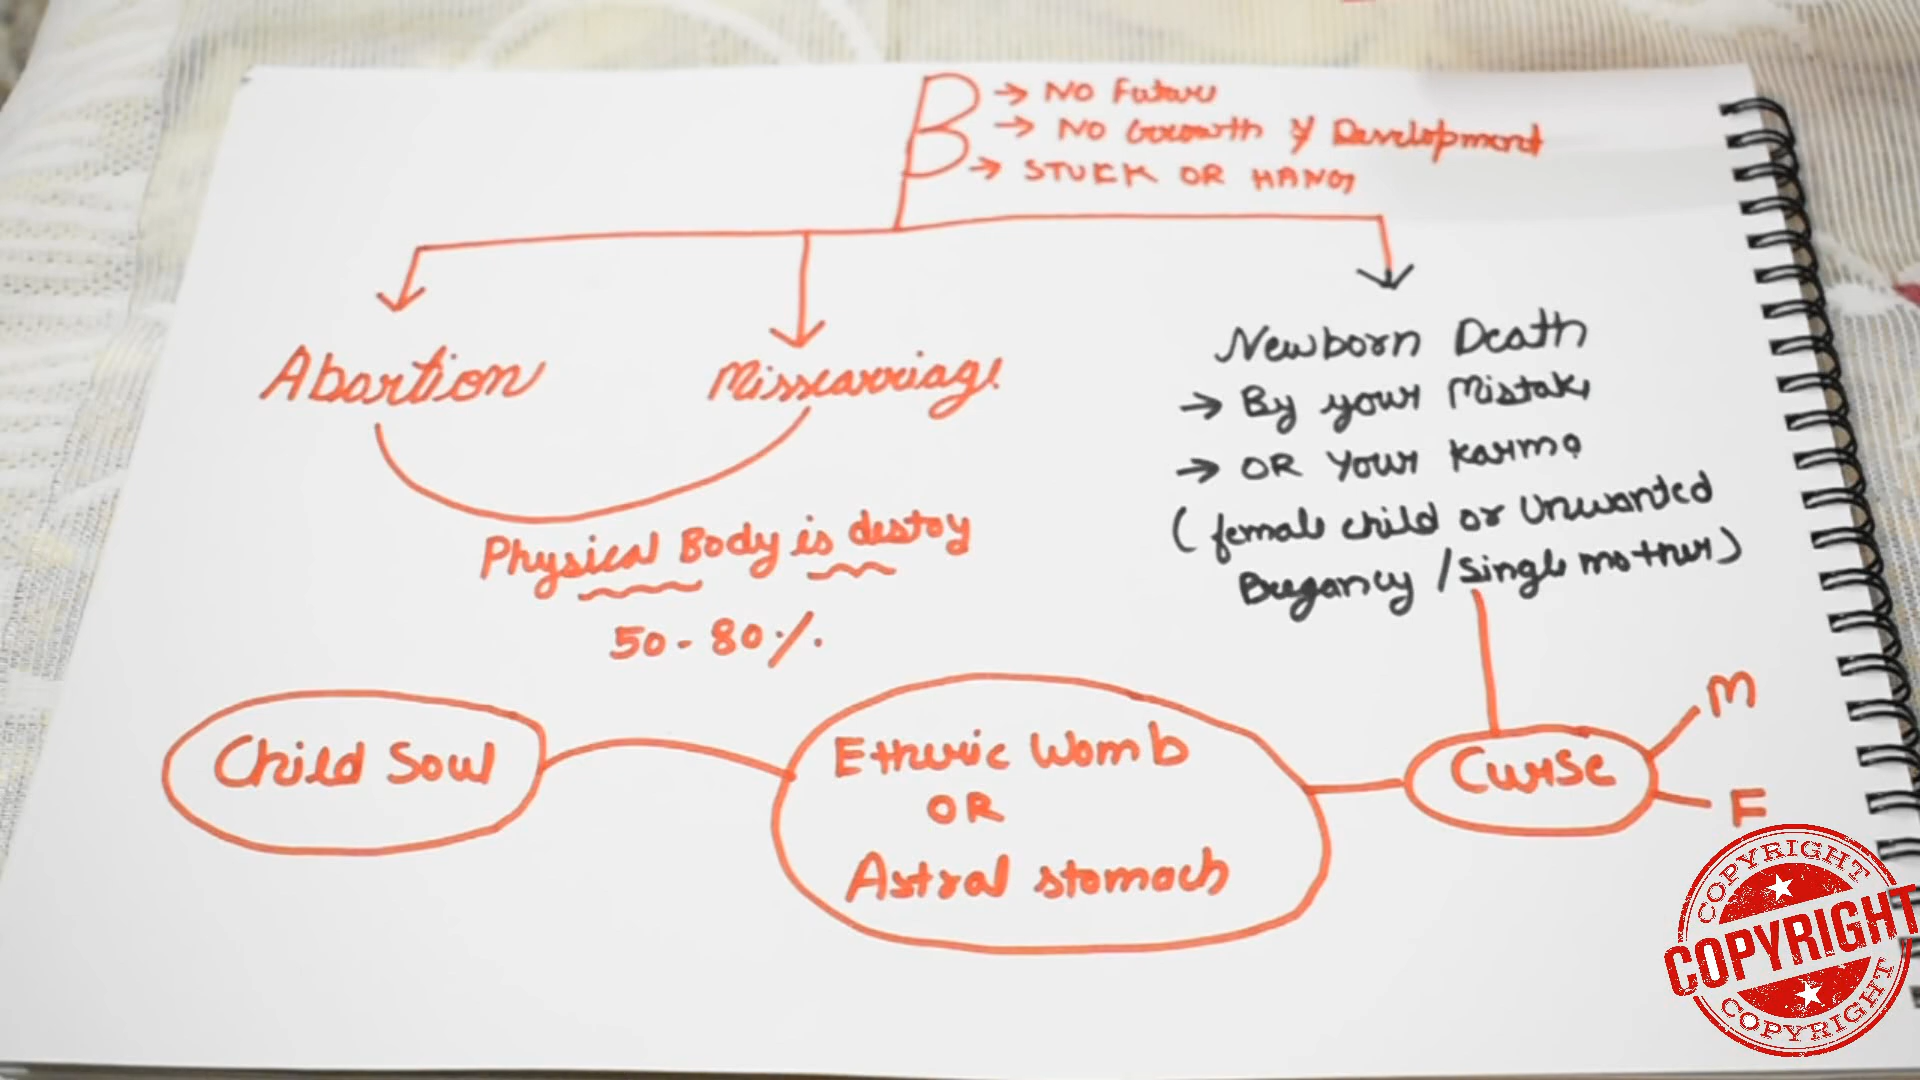 B → NO Future
→ NO Growth & Development
→ STUCK OR HANG
Abortion
Misscarriage
Newborn Death
→ By your Mistake
→ OR Your Karma
(female child or Unwanted
Pregancy / Single mother)
Physical Body is destoy
50 - 80 %
Child Soul
Etheric Womb
OR
Astral stomach
Curse
M
F
COPYRIGHT
COPYRIGHT
COPYRIGHT